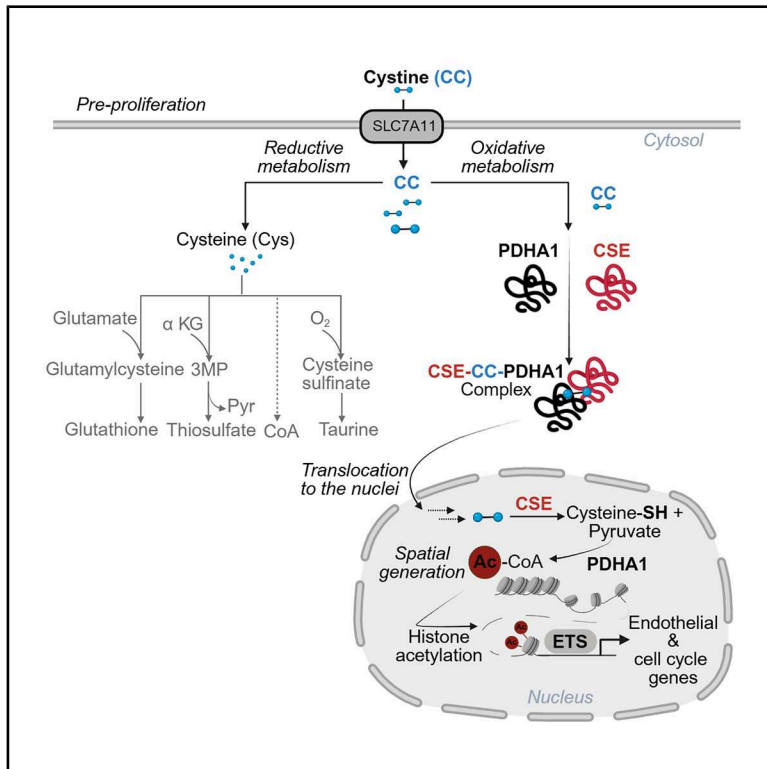 Cystine (CC)
Pre-proliferation
SLC7A11
Cytosol
Reductive
metabolism
Oxidative
metabolism
CC
CC
Cysteine (Cys)
PDHA1
CSE
Glutamate
α KG
O2
Glutamylcysteine
3MP
Cysteine
sulfinate
Pyr
Glutathione
Thiosulfate
CoA
Taurine
CSE-CC-PDHA1
Complex
Translocation
to the nuclei
CSE
Cysteine-SH +
Pyruvate
Spatial
generation
Ac-CoA
PDHA1
Histone
acetylation
Ac
Ac
ETS
Endothelial
&
cell cycle
genes
Nucleus